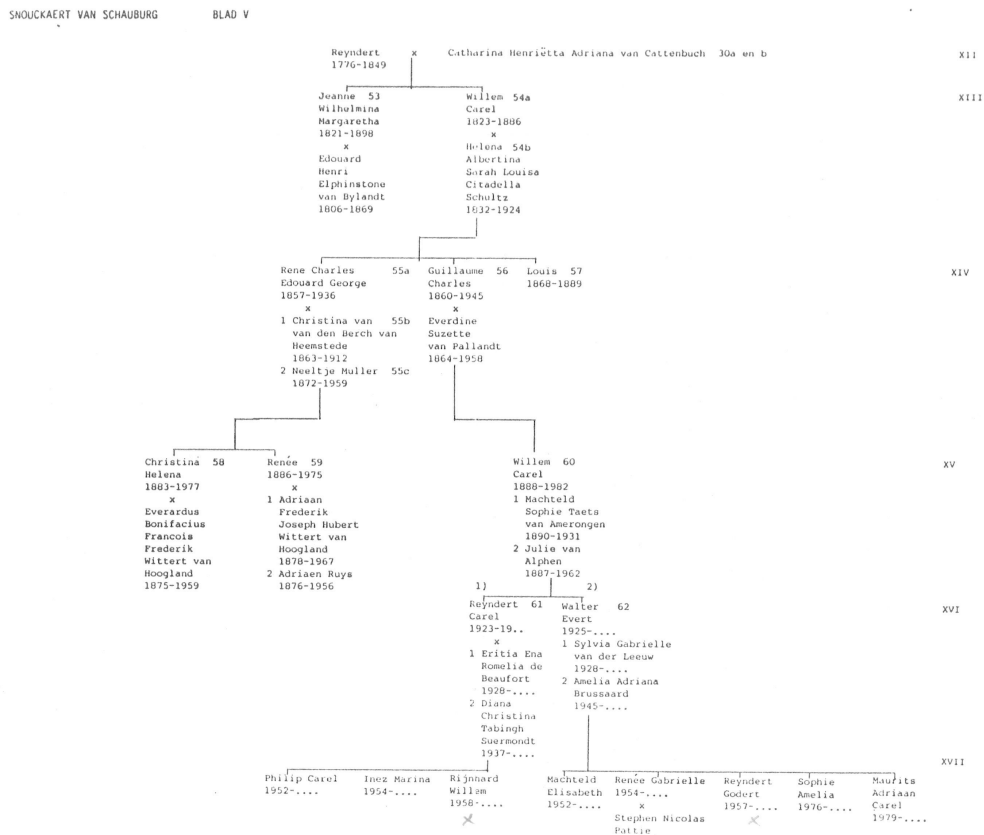 SNOUCKAERT VAN SCHAUBURG BLAD V
Reyndert x Catharina Henriëtta Adriana van Cattenbuch 30a en b XII
1776-1849
Jeanne 53
Wilhelmina
Margaretha
1821-1898
x
Edouard
Henri
Elphinstone
van Bylandt
1806-1869
Willem 54a
Carel
1823-1886
x
Helena 54b
Albertina
Sarah Louisa
Citadella
Schultz
1832-1924
XIII
Rene Charles 55a
Edouard George
1857-1936
x
1 Christina van 55b
van den Berch van
Heemstede
1863-1912
2 Neeltje Muller 55c
1872-1959
Guillaume 56
Charles
1860-1945
x
Everdine
Suzette
van Pallandt
1864-1958
Louis 57
1868-1889
XIV
Christina 58
Helena
1883-1977
x
Everardus
Bonifacius
Francois
Frederik
Wittert van
Hoogland
1875-1959
Renée 59
1886-1975
x
1 Adriaan
Frederik
Joseph Hubert
Wittert van
Hoogland
1878-1967
2 Adriaen Ruys
1876-1956
Willem 60
Carel
1888-1982
1 Machteld
Sophie Taets
van Amerongen
1890-1931
2 Julie van
Alphen
1887-1962
XV
1) 2)
Reyndert 61
Carel
1923-19..
x
1 Eritia Ena
Romelia de
Beaufort
1928-....
2 Diana
Christina
Tabingh
Suermondt
1937-....
Walter 62
Evert
1925-....
1 Sylvia Gabrielle
van der Leeuw
1928-....
2 Amelia Adriana
Brussaard
1945-....
XVI
XVII
Philip Carel
1952-....
Inez Marina
1954-....
Rijnhard
Willem
1958-....
x
Machteld
Elisabeth
1952-....
Renée Gabrielle
1954-....
x
Stephen Nicolas
Pattie
Reyndert
Godert
1957-....
x
Sophie
Amelia
1976-....
Maurits
Adriaan
Carel
1979-....